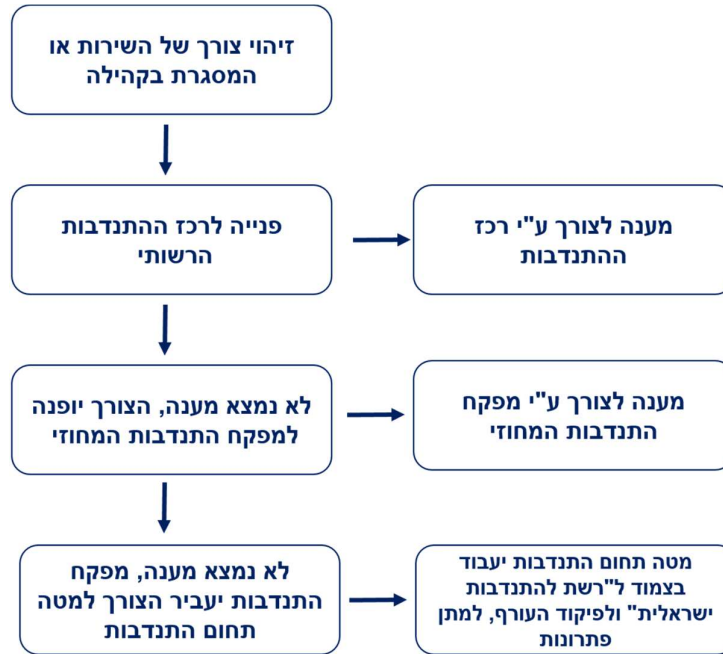 זיהוי צורך של השירות או
המסגרת בקהילה
פנייה לרכז ההתנדבות
הרשותי
מענה לצורך ע"י רכז
ההתנדבות
לא נמצא מענה, הצורך יופנה
למפקח התנדבות המחוזי
מענה לצורך ע"י מפקח
התנדבות המחוזי
לא נמצא מענה, מפקח
התנדבות יעביר הצורך למטה
תחום התנדבות
מטה תחום התנדבות יעבוד
בצמוד ל"רשת להתנדבות
ישראלית" ולפיקוד העורף, למתן
פתרונות